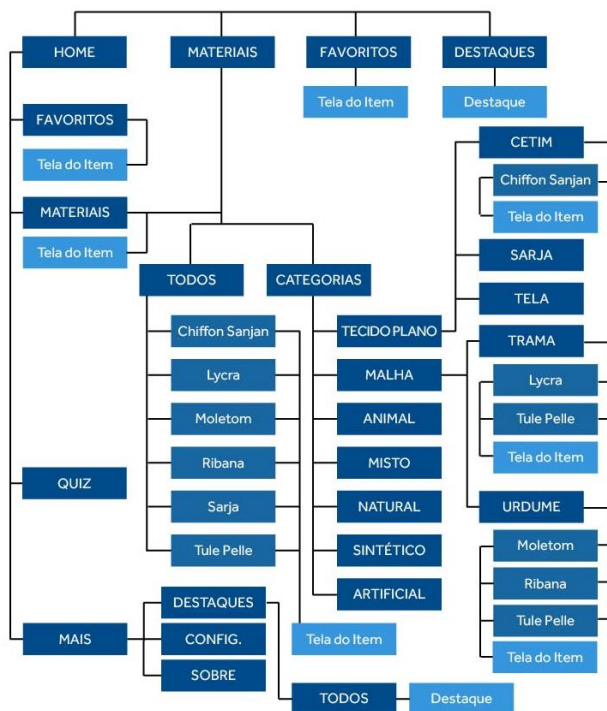 HOME
MATERIAIS
FAVORITOS
DESTAQUES
Tela do Item
Destaque
FAVORITOS
Tela do Item
MATERIAIS
Tela do Item
QUIZ
MAIS
TODOS
Chiffon Sanjan
Lycra
Moletom
Ribana
Sarja
Tule Pelle
Tela do Item
CATEGORIAS
TECIDO PLANO
MALHA
ANIMAL
MISTO
NATURAL
SINTÉTICO
ARTIFICIAL
CETIM
Chiffon Sanjan
Tela do Item
SARJA
TELA
TRAMA
Lycra
Tule Pelle
Tela do Item
URDUME
Moletom
Ribana
Tule Pelle
Tela do Item
DESTAQUES
CONFIG.
SOBRE
TODOS
Destaque